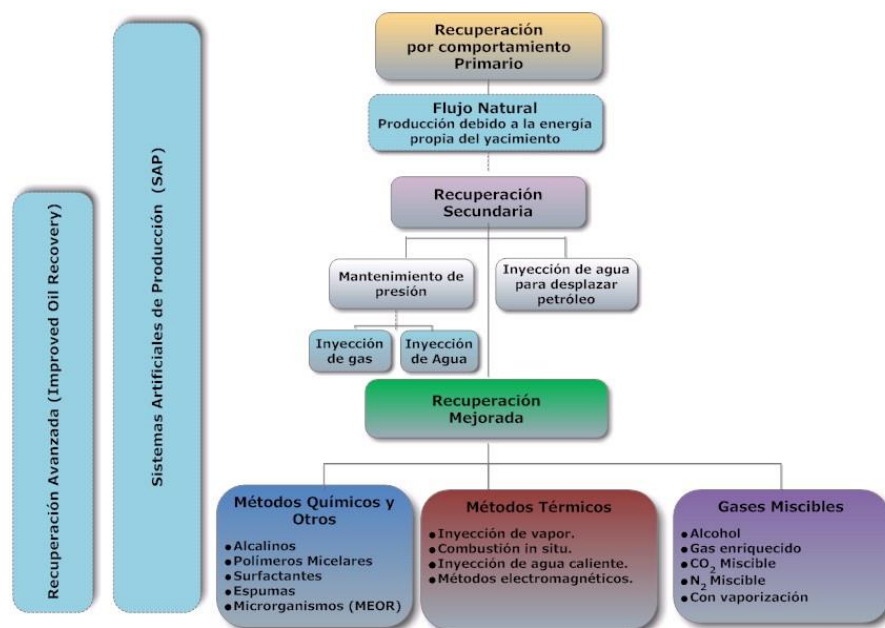 Recuperación Avanzada (Improved Oil Recovery)
Sistemas Artificiales de Producción (SAP)
Recuperación
por comportamiento
Primario
Flujo Natural
Producción debido a la energía
propia del yacimiento
Recuperación
Secundaria
Mantenimiento de
presión
Inyección de agua
para desplazar
petróleo
Inyección
de gas
Inyección
de Agua
Recuperación
Mejorada
Métodos Químicos y
Otros
●Alcalinos
●Polímeros Micelares
●Surfactantes
●Espumas
●Microrganismos (MEOR)
Métodos Térmicos
●Inyección de vapor.
●Combustión in situ.
●Inyección de agua caliente.
●Métodos electromagnéticos.
Gases Miscibles
●Alcohol
●Gas enriquecido
●CO₂ Miscible
●N₂ Miscible
●Con vaporización